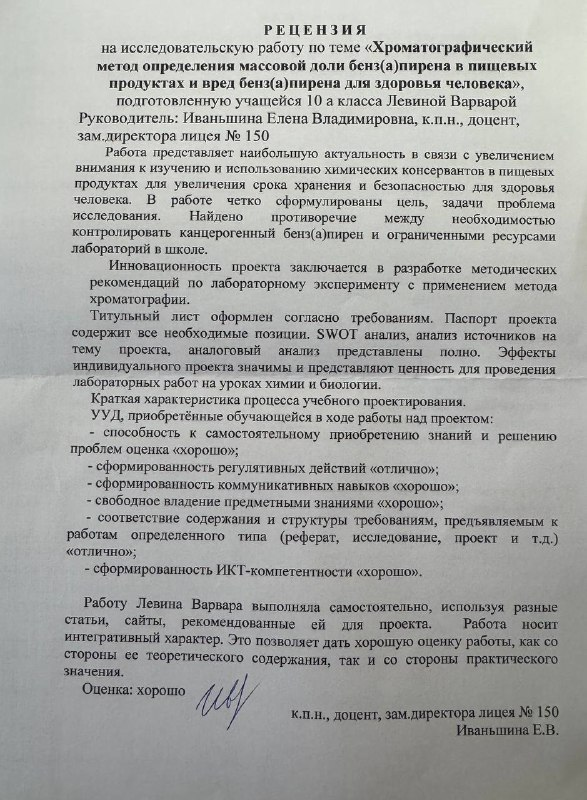 РЕЦЕНЗИЯ
на исследовательскую работу по теме «Хроматографический
метод определения массовой доли бенз(а)пирена в пищевых
продуктах и вред бенз(а)пирена для здоровья человека»,
подготовленную учащейся 10 а класса Левиной Варварой
Руководитель: Иваньшина Елена Владимировна, к.п.н., доцент,
зам.директора лицея № 150
Работа представляет наибольшую актуальность в связи с увеличением
внимания к изучению и использованию химических консервантов в пищевых
продуктах для увеличения срока хранения и безопасностью для здоровья
человека. В работе четко сформулированы цель, задачи проблема
исследования. Найдено противоречие между необходимостью
контролировать канцерогенный бенз(а)пирен и ограниченными ресурсами
лабораторий в школе.
Инновационность проекта заключается в разработке методических
рекомендаций по лабораторному эксперименту с применением метода
хроматографии.
Титульный лист оформлен согласно требованиям. Паспорт проекта
содержит все необходимые позиции. SWOT анализ, анализ источников на
тему проекта, аналоговый анализ представлены полно. Эффекты
индивидуального проекта значимы и представляют ценность для проведения
лабораторных работ на уроках химии и биологии.
Краткая характеристика процесса учебного проектирования.
УУД, приобретённые обучающейся в ходе работы над проектом:
- способность к самостоятельному приобретению знаний и решению
проблем оценка «хорошо»;
- сформированность регулятивных действий «отлично»;
- сформированность коммуникативных навыков «хорошо»;
- свободное владение предметными знаниями «хорошо»;
- соответствие содержания и структуры требованиям, предъявляемым к
работам определенного типа (реферат, исследование, проект и т.д.)
«отлично»;
- сформированность ИКТ-компетентности «хорошо».
Работу Левина Варвара выполняла самостоятельно, используя разные
статьи, сайты, рекомендованные ей для проекта. Работа носит
интегративный характер. Это позволяет дать хорошую оценку работы, как со
стороны ее теоретического содержания, так и со стороны практического
значения.
Оценка: хорошо
к.п.н., доцент, зам.директора лицея № 150
Иваньшина Е.В.